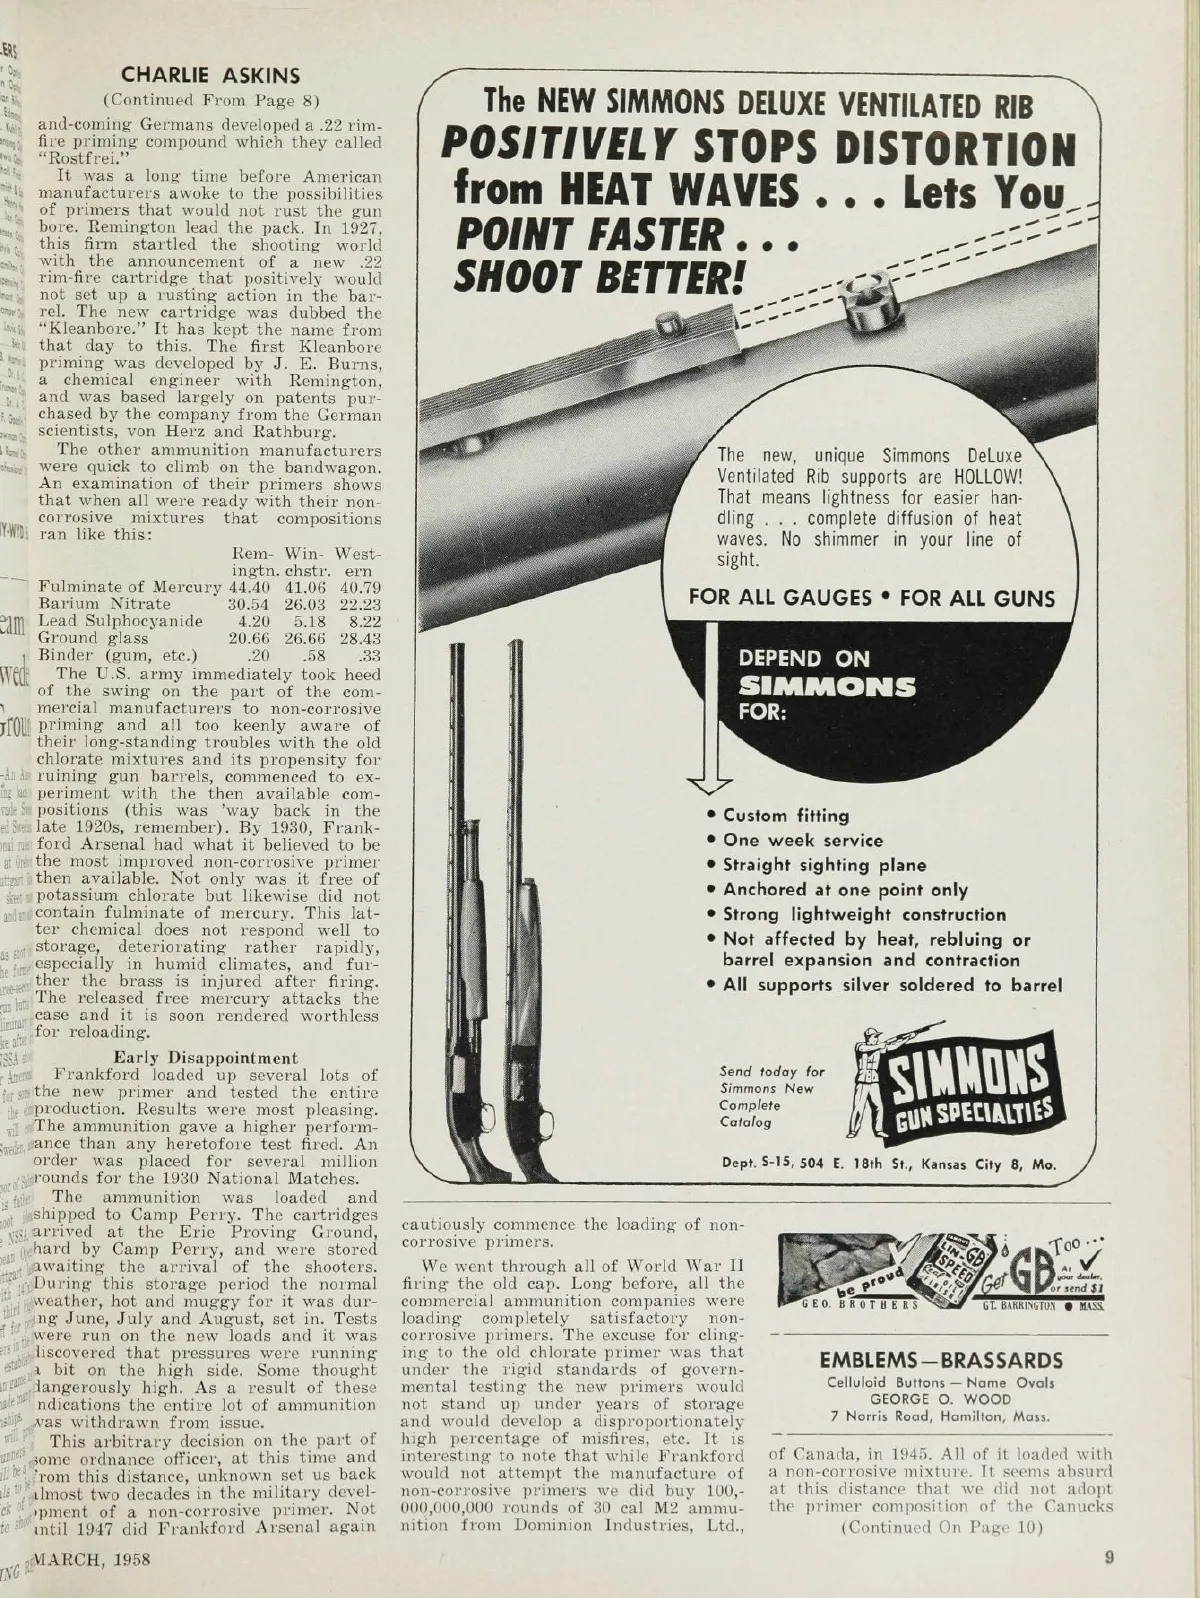 CHARLIE ASKINS
(Continued From Page 8)
and-coming Germans developed a .22 rim-
fire priming compound which they called
"Rostfrei."
It was a long time before American
manufacturers awoke to the possibilities
of primers that would not rust the gun
bore. Remington lead the pack. In 1927,
this firm startled the shooting world
with the announcement of a new .22
rim-fire cartridge that positively would
not set up a rusting action in the bar-
rel. The new cartridge was dubbed the
"Kleanbore." It has kept the name from
that day to this. The first Kleanbore
priming was developed by J. E. Burns,
a chemical engineer with Remington,
and was based largely on patents pur-
chased by the company from the German
scientists, von Herz and Rathburg.
The other ammunition manufacturers
were quick to climb on the bandwagon.
An examination of their primers shows
that when all were ready with their non-
corrosive mixtures that compositions
ran like this:
Rem- Win- West-
ingtn. chstr. ern
Fulminate of Mercury 44.40 41.06 40.79
Barium Nitrate 30.54 26.03 22.23
Lead Sulphocyanide 4.20 5.18 8.22
Ground glass 20.66 26.66 28.43
Binder (gum, etc.) .20 .58 .33
The U.S. army immediately took heed
of the swing on the part of the com-
mercial manufacturers to non-corrosive
priming and all too keenly aware of
their long-standing troubles with the old
chlorate mixtures and its propensity for
ruining gun barrels, commenced to ex-
periment with the then available com-
positions (this was 'way back in the
late 1920s, remember). By 1930, Frank-
ford Arsenal had what it believed to be
the most improved non-corrosive primer
then available. Not only was it free of
potassium chlorate but likewise did not
contain fulminate of mercury. This lat-
ter chemical does not respond well to
storage, deteriorating rather rapidly,
especially in humid climates, and fur-
ther the brass is injured after firing.
The released free mercury attacks the
case and it is soon rendered worthless
for reloading.
Early Disappointment
Frankford loaded up several lots of
the new primer and tested the entire
production. Results were most pleasing.
The ammunition gave a higher perform-
ance than any heretofore test fired. An
order was placed for several million
rounds for the 1930 National Matches.
The ammunition was loaded and
shipped to Camp Perry. The cartridges
arrived at the Erie Proving Ground,
hard by Camp Perry, and were stored
awaiting the arrival of the shooters.
During this storage period the normal
weather, hot and muggy for it was dur-
ng June, July and August, set in. Tests
were run on the new loads and it was
discovered that pressures were running
a bit on the high side. Some thought
dangerously high. As a result of these
ndications the entire lot of ammunition
was withdrawn from issue.
This arbitrary decision on the part of
some ordnance officer, at this time and
from this distance, unknown set us back
almost two decades in the military devel-
opment of a non-corrosive primer. Not
until 1947 did Frankford Arsenal again
MARCH, 1958
The NEW SIMMONS DELUXE VENTILATED RIB
POSITIVELY STOPS DISTORTION
from HEAT WAVES . . . Lets You
POINT FASTER . . .
SHOOT BETTER!
The new, unique Simmons DeLuxe
Ventilated Rib supports are HOLLOW!
That means lightness for easier han-
dling . . . complete diffusion of heat
waves. No shimmer in your line of
sight.
FOR ALL GAUGES • FOR ALL GUNS
DEPEND ON
SIMMONS
FOR:
• Custom fitting
• One week service
• Straight sighting plane
• Anchored at one point only
• Strong lightweight construction
• Not affected by heat, rebluing or
barrel expansion and contraction
• All supports silver soldered to barrel
Send today for
Simmons New
Complete
Catalog
SIMMONS
GUN SPECIALTIES
Dept. S-15, 504 E. 18th St., Kansas City 8, Mo.
cautiously commence the loading of non-
corrosive primers.
We went through all of World War II
firing the old cap. Long before, all the
commercial ammunition companies were
loading completely satisfactory non-
corrosive primers. The excuse for cling-
ing to the old chlorate primer was that
under the rigid standards of govern-
mental testing the new primers would
not stand up under years of storage
and would develop a disproportionately
high percentage of misfires, etc. It is
interesting to note that while Frankford
would not attempt the manufacture of
non-corrosive primers we did buy 100,-
000,000,000 rounds of 30 cal M2 ammu-
nition from Dominion Industries, Ltd.,
be proud
LIN-SPEED
GB
Get GB Too...
At
your dealer,
or send $1
GEO. BROTHERS
GT. BARRINGTON • MASS.
EMBLEMS—BRASSARDS
Celluloid Buttons — Name Ovals
GEORGE O. WOOD
7 Norris Road, Hamilton, Mass.
of Canada, in 1945. All of it loaded with
a non-corrosive mixture. It seems absurd
at this distance that we did not adopt
the primer composition of the Canucks
(Continued On Page 10)
9